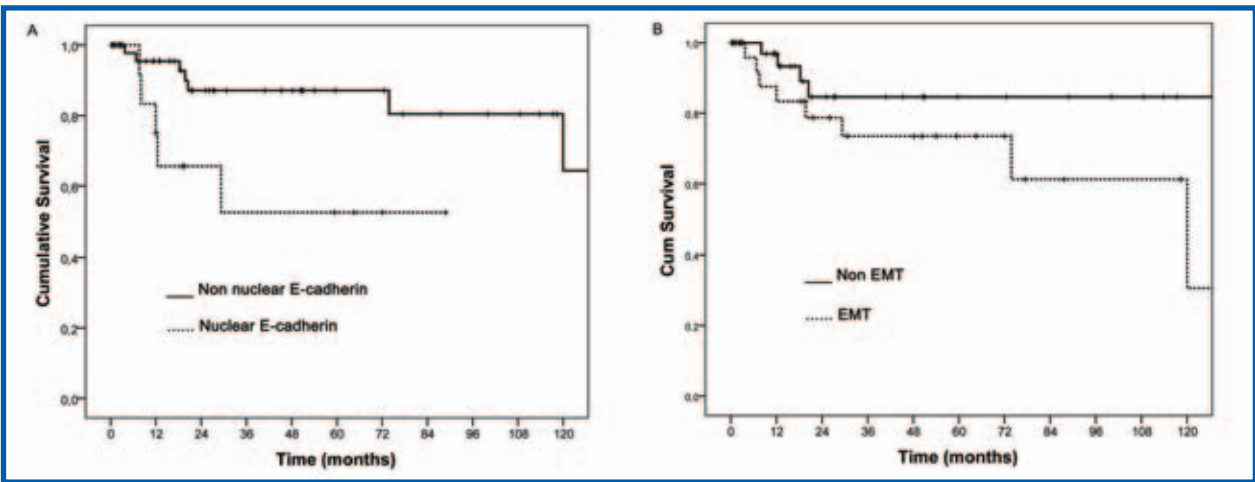 A
1,0
0,8
0,6
0,4
0,2
0,0
Cumulative Survival
Non nuclear E-cadherin
Nuclear E-cadherin
0 12 24 36 48 60 72 84 96 108 120
Time (months)
B
1,0
0,8
0,6
0,4
0,2
0,0
Cum Survival
Non EMT
EMT
0 12 24 36 48 60 72 84 96 108 120
Time (months)